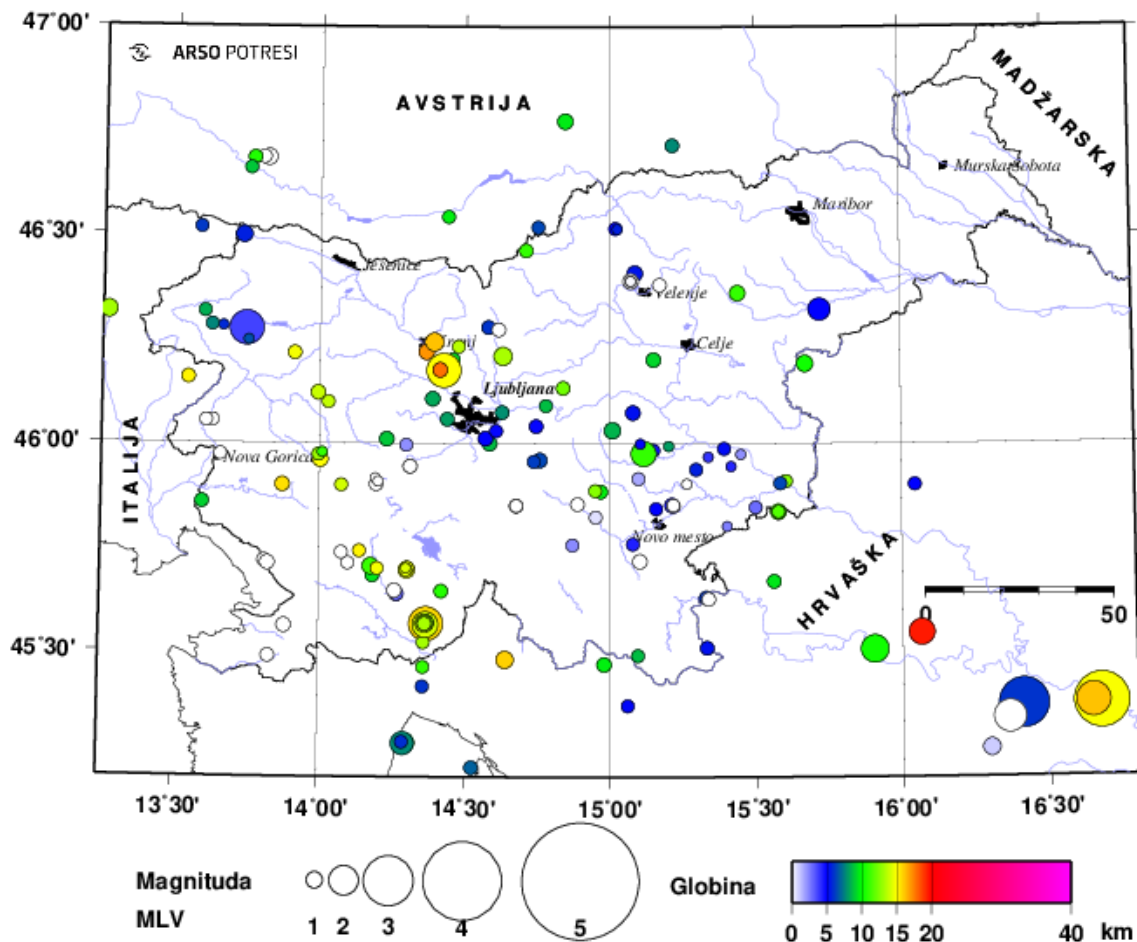 47°00'
ARSO POTRESI
AVSTRIJA
MADŽARSKA
Murska Sobota
Maribor
46°30'
Jesenice
Velenje
Kranj
Celje
Ljubljana
46°00'
Nova Gorica
ITALIJA
Novo mesto
HRVAŠKA
0 50
45°30'
13°30' 14°00' 14°30' 15°00' 15°30' 16°00' 16°30'
Magnituda
MLV 1 2 3 4 5
Globina
0 5 10 15 20 40 km